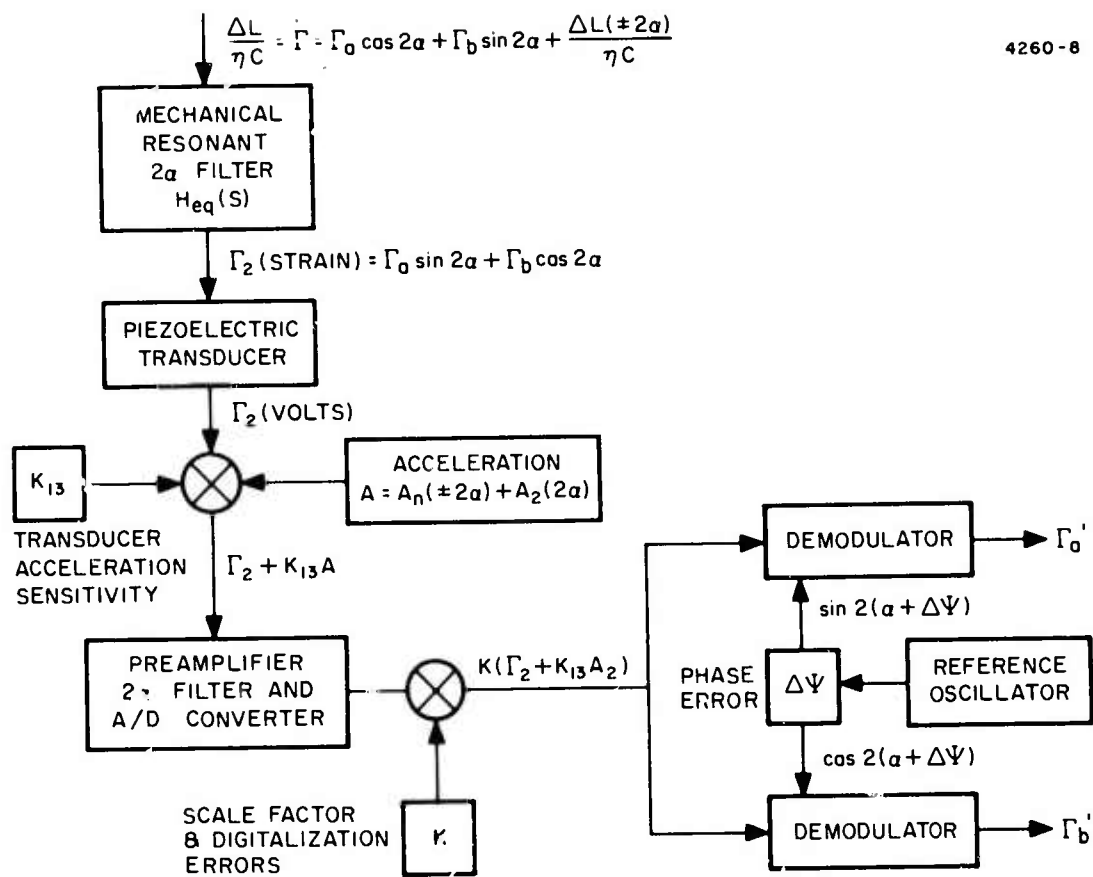 ΔL/ηC = Γ = Γa cos 2α + Γb sin 2α + ΔL(±2α)/ηC
4260-8
MECHANICAL
RESONANT
2α FILTER
Heq(S)
Γ2 (STRAIN) = Γa sin 2α + Γb cos 2α
PIEZOELECTRIC
TRANSDUCER
Γ2 (VOLTS)
K13
ACCELERATION
A = An(±2α) + A2(2α)
TRANSDUCER
ACCELERATION
SENSITIVITY
Γ2 + K13A
DEMODULATOR
Γa'
sin 2(α + ΔΨ)
PREAMPLIFIER
2 FILTER AND
A/D CONVERTER
K(Γ2 + K13A2)
PHASE
ERROR
ΔΨ
REFERENCE
OSCILLATOR
cos 2(α + ΔΨ)
SCALE FACTOR
& DIGITALIZATION
ERRORS
DEMODULATOR
Γb'